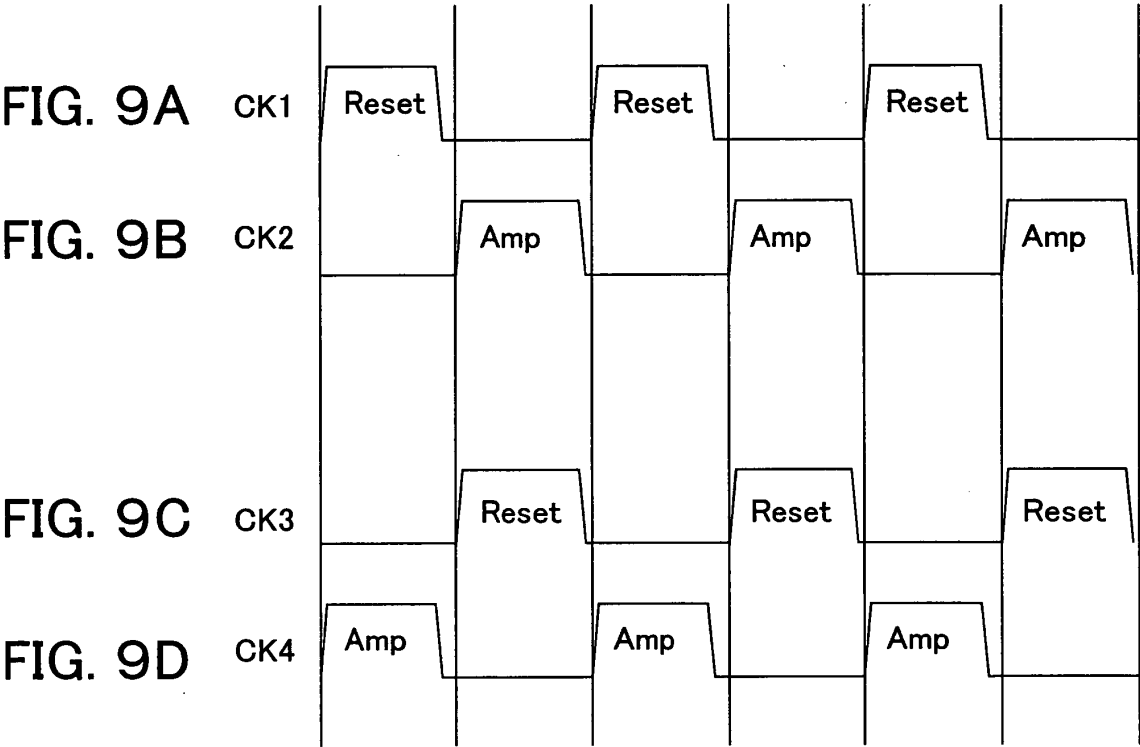 FIG. 9A CK1 Reset Reset Reset
FIG. 9B CK2 Amp Amp Amp
FIG. 9C CK3 Reset Reset Reset
FIG. 9D CK4 Amp Amp Amp